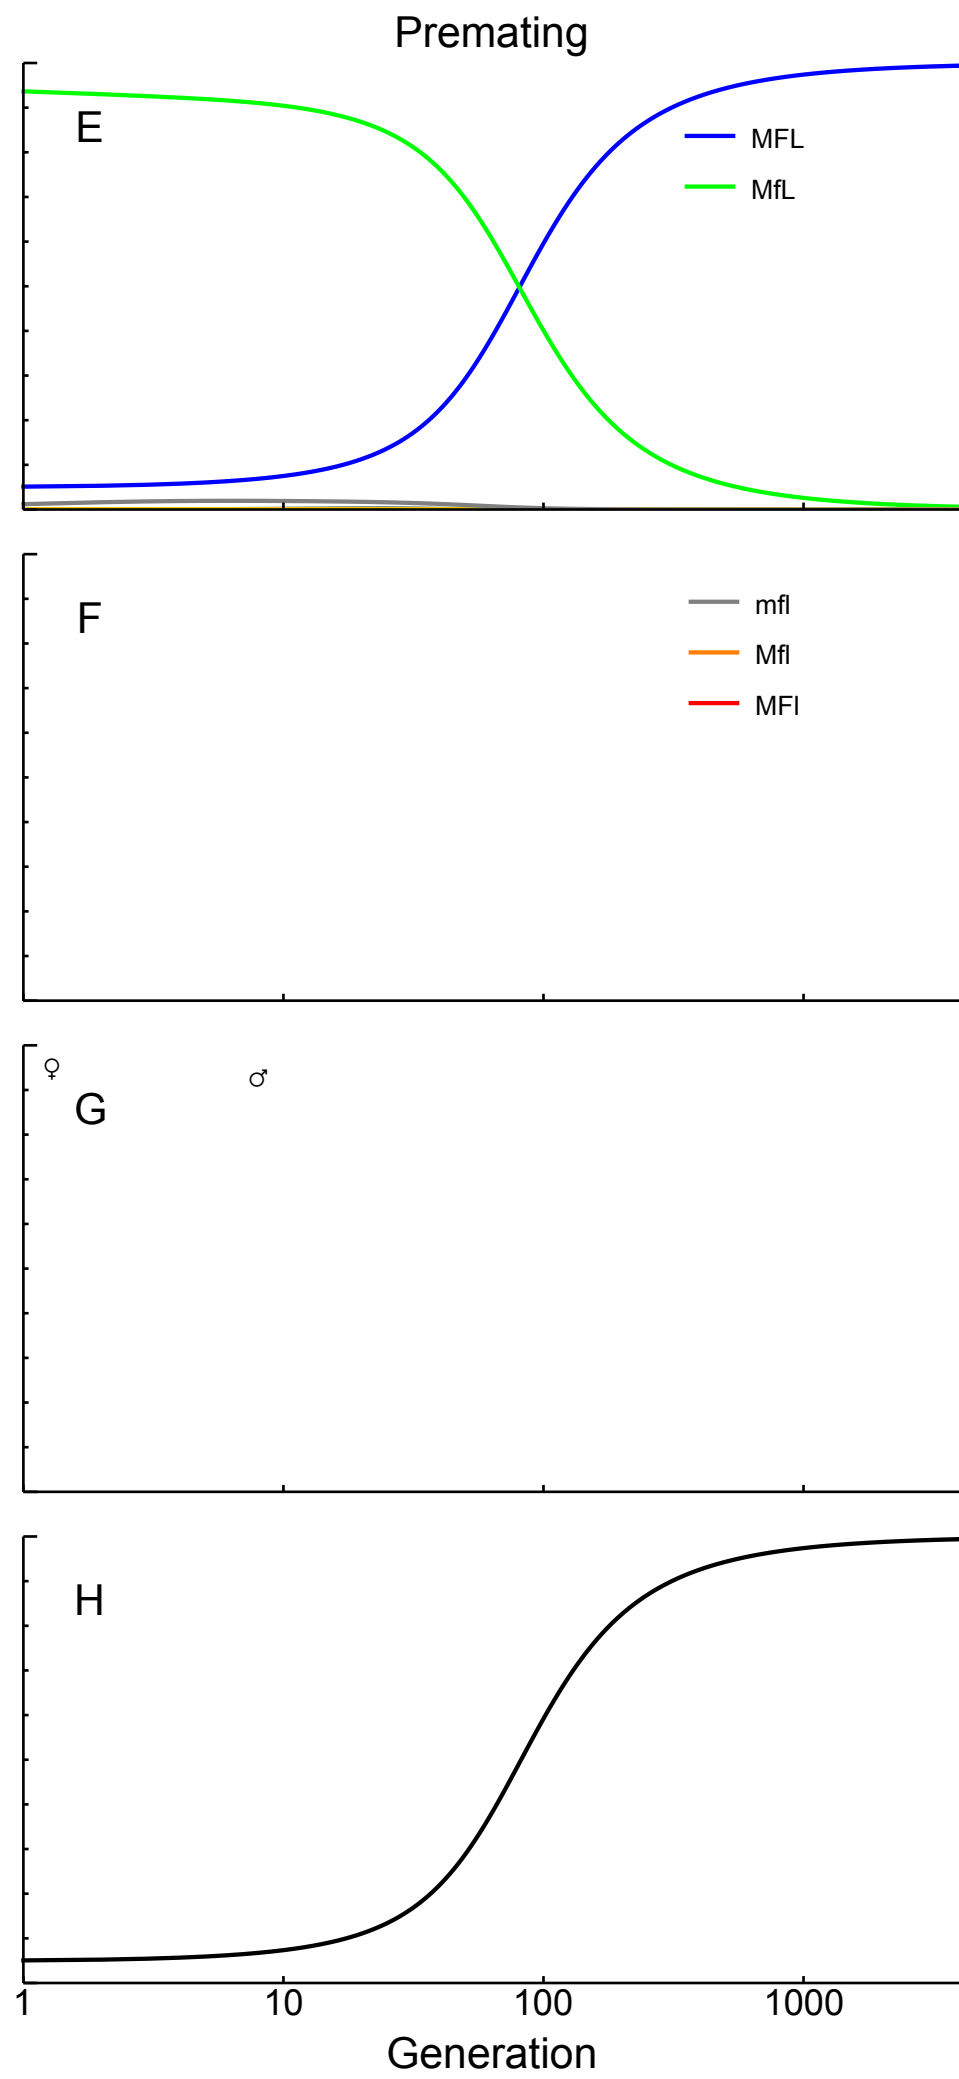 Premating
E
MFL
MfL
F
mfl
Mfl
MFl
♀ ♂
G
H
1 10 100 1000
Generation